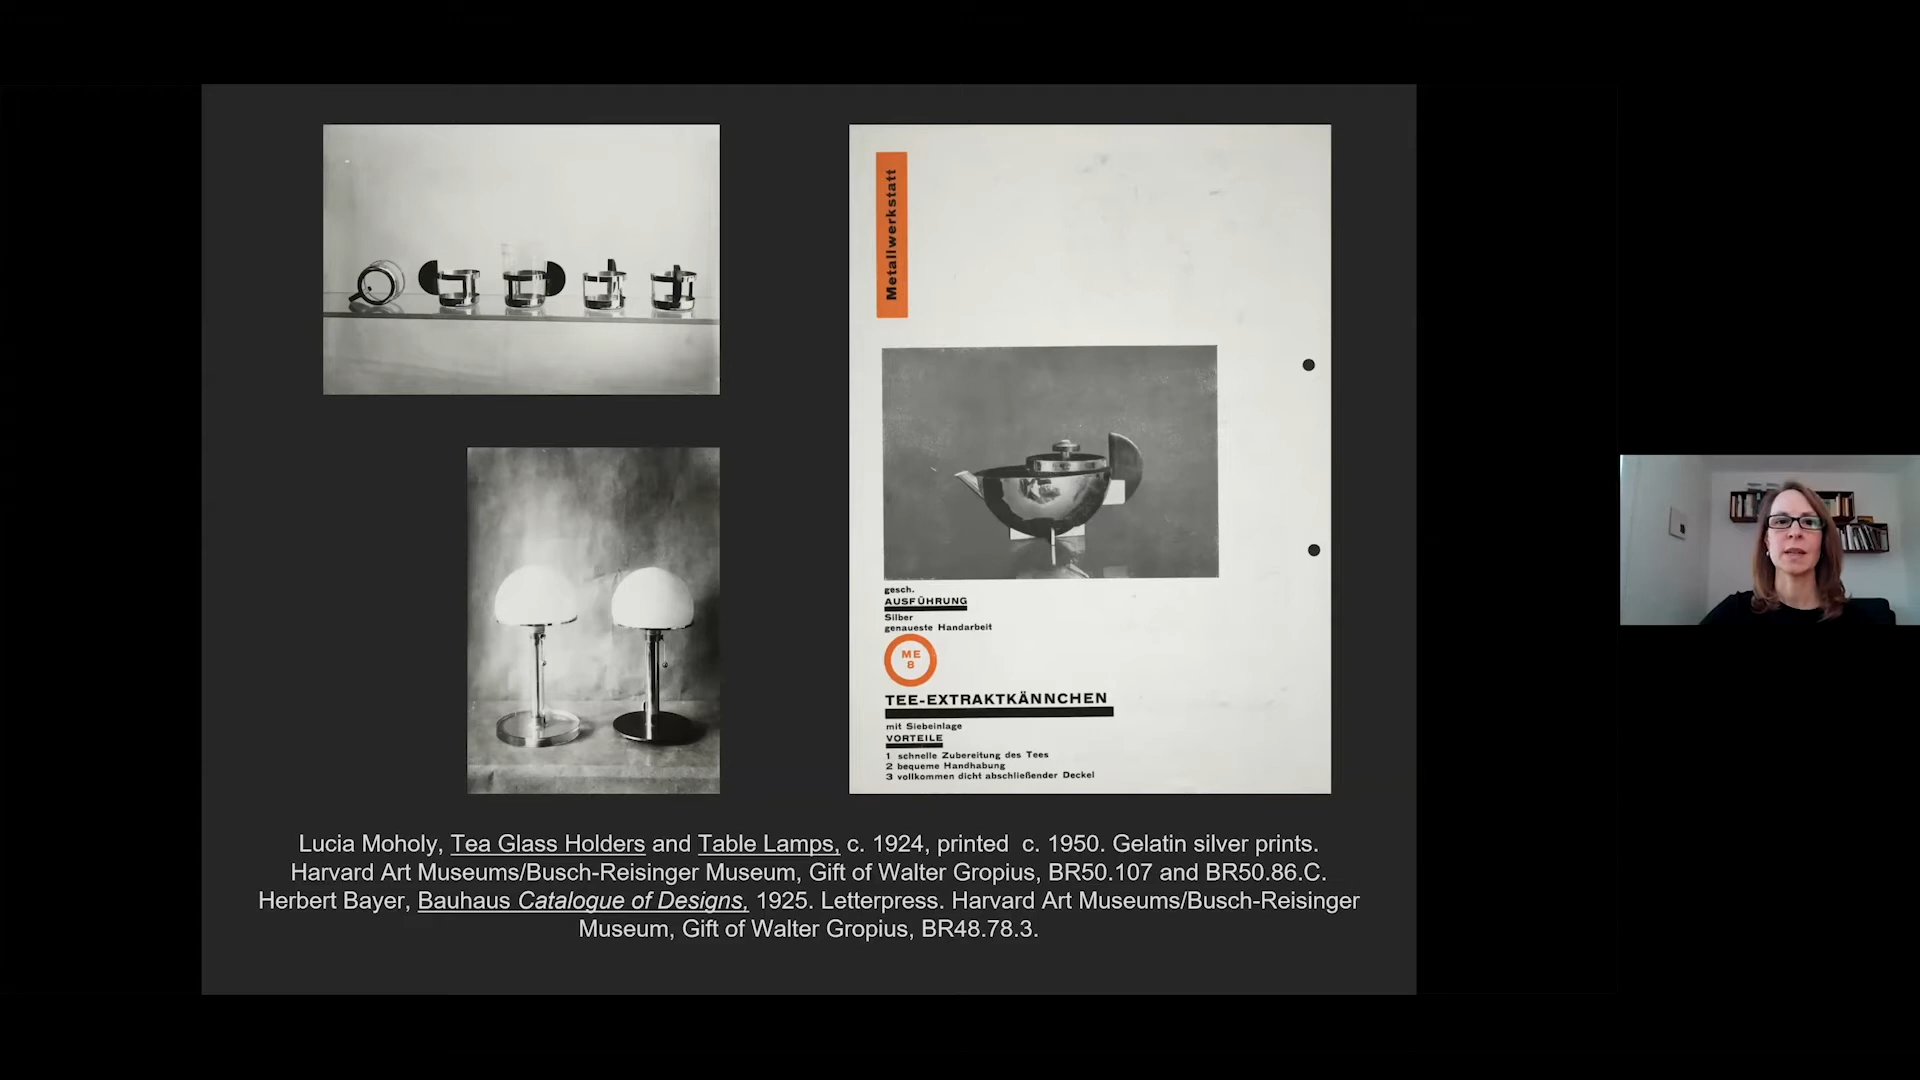 Metallwerkstatt
gesch.
AUSFÜHRUNG
Silber
genaueste Handarbeit
ME
8
TEE-EXTRAKTKÄNNCHEN
mit Siebeinlage
VORTEILE
1 schnelle Zubereitung des Tees
2 bequeme Handhabung
3 vollkommen dicht abschließender Deckel
Lucia Moholy, Tea Glass Holders and Table Lamps, c. 1924, printed c. 1950. Gelatin silver prints.
Harvard Art Museums/Busch-Reisinger Museum, Gift of Walter Gropius, BR50.107 and BR50.86.C.
Herbert Bayer, Bauhaus Catalogue of Designs, 1925. Letterpress. Harvard Art Museums/Busch-Reisinger
Museum, Gift of Walter Gropius, BR48.78.3.